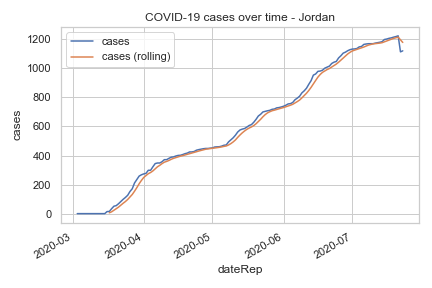 COVID-19 cases over time - Jordan
cases
cases (rolling)
1200
1000
800
600
400
200
0
cases
2020-03
2020-04
2020-05
2020-06
2020-07
dateRep